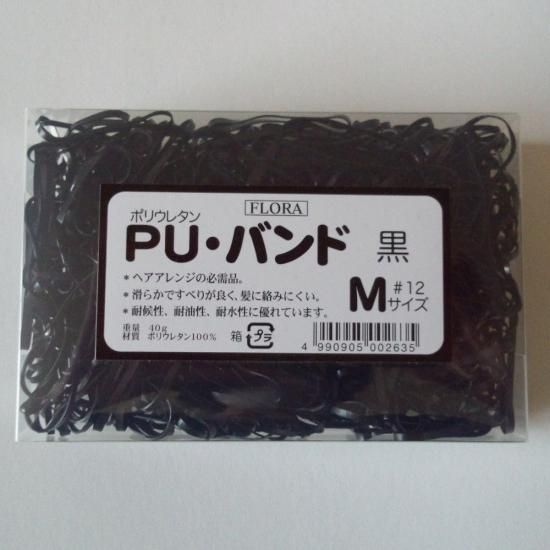 FLORA
ポリウレタン
PU・バンド 黒
*ヘアアレンジの必需品。
*滑らかですべりが良く、髪に絡みにくい。
*耐候性、耐油性、耐水性に優れています。
M #12
サイズ
重量 40g
材質 ポリウレタン100%
箱 プラ
4 990905 002635